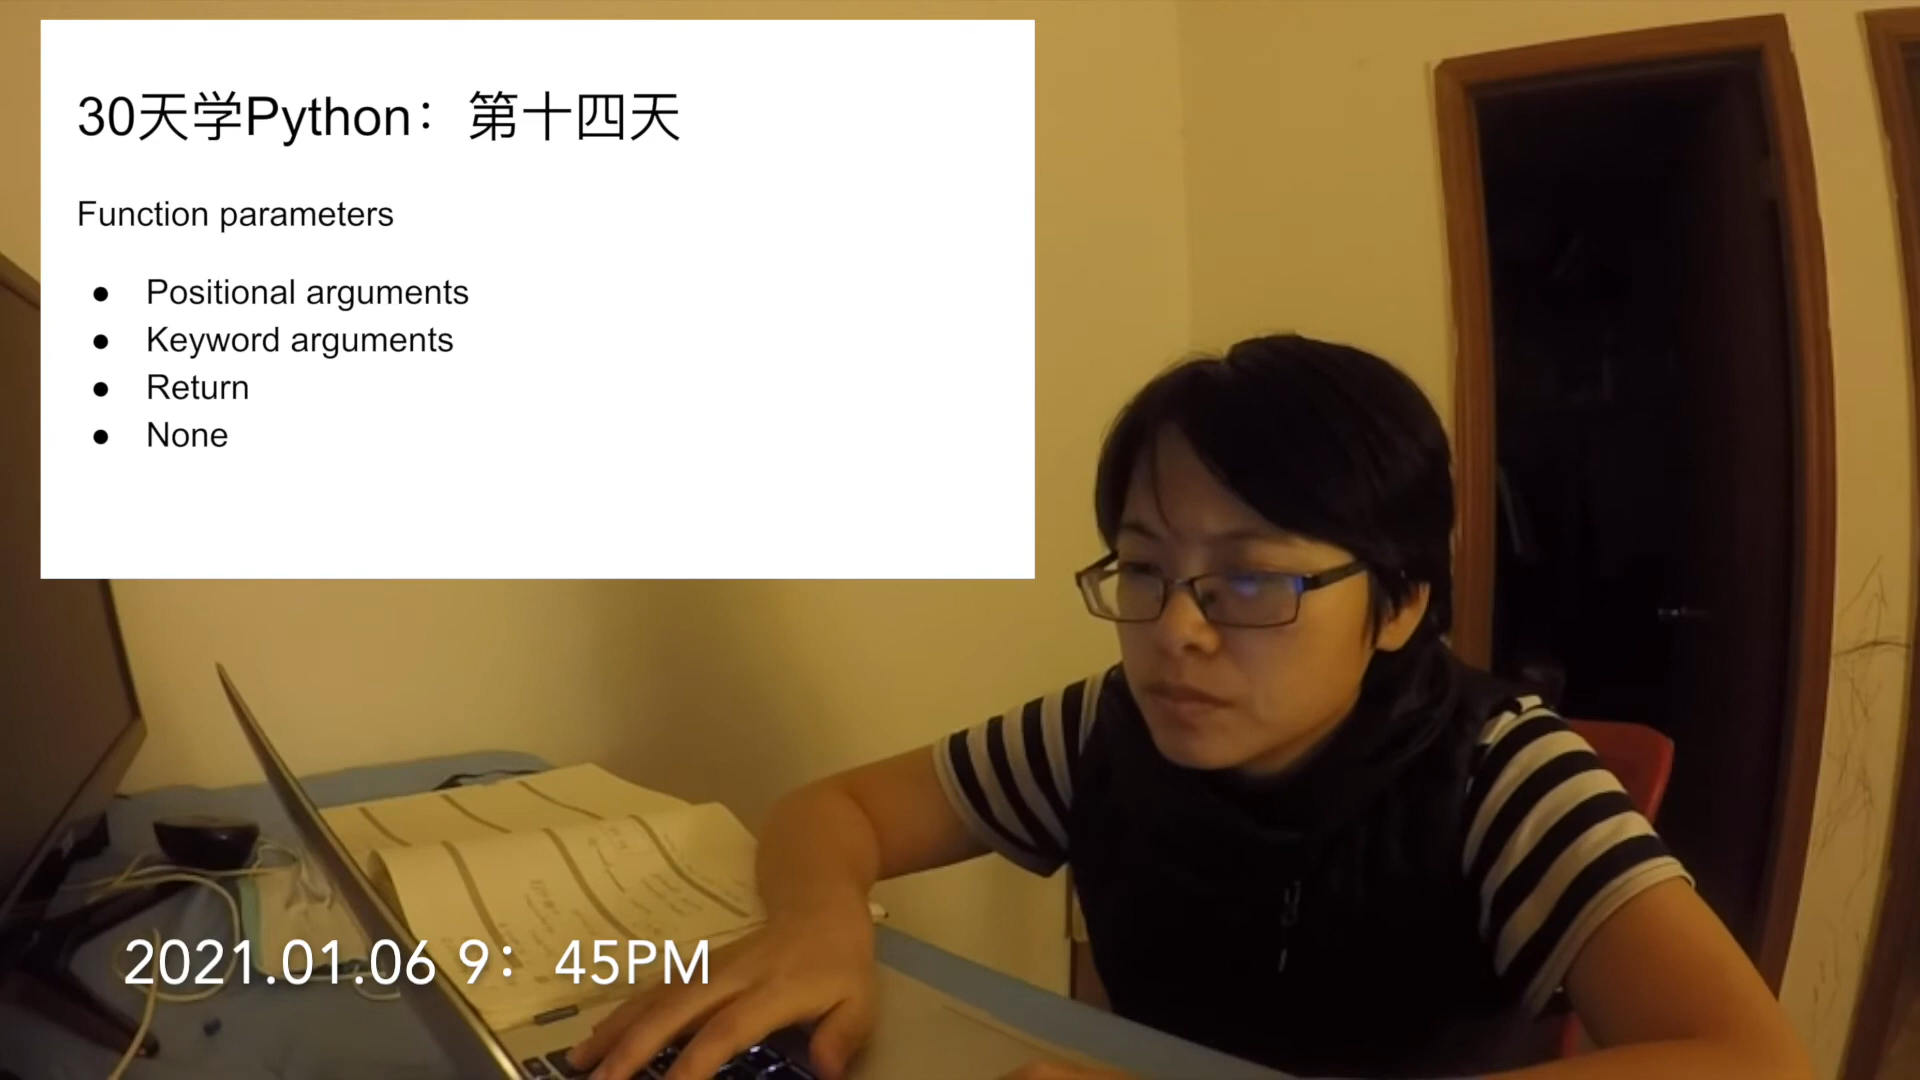 30天学Python：第十四天
Function parameters
● Positional arguments
● Keyword arguments
● Return
● None
2021.01.06 9：45PM